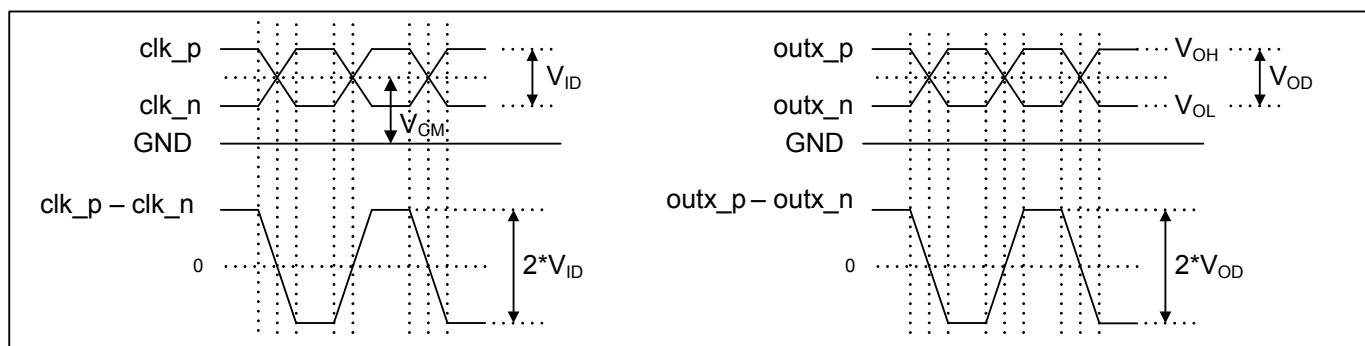 clk_p
V_ID
clk_n
V_CM
GND
clk_p – clk_n
0
2*V_ID
outx_p
V_OH
V_OD
outx_n
V_OL
GND
outx_p – outx_n
0
2*V_OD